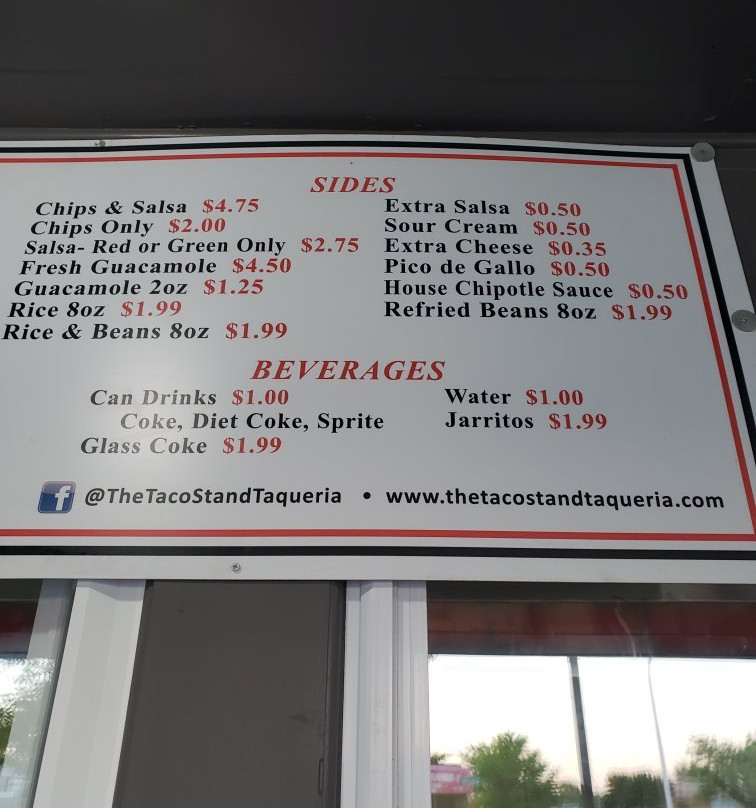 SIDES
Chips & Salsa $4.75
Chips Only $2.00
Salsa- Red or Green Only $2.75
Fresh Guacamole $4.50
Guacamole 2oz $1.25
Rice 8oz $1.99
Rice & Beans 8oz $1.99
Extra Salsa $0.50
Sour Cream $0.50
Extra Cheese $0.35
Pico de Gallo $0.50
House Chipotle Sauce $0.50
Refried Beans 8oz $1.99
BEVERAGES
Can Drinks $1.00
Coke, Diet Coke, Sprite
Glass Coke $1.99
Water $1.00
Jarritos $1.99
f @TheTacoStandTaqueria • www.thetacostandtaqueria.com